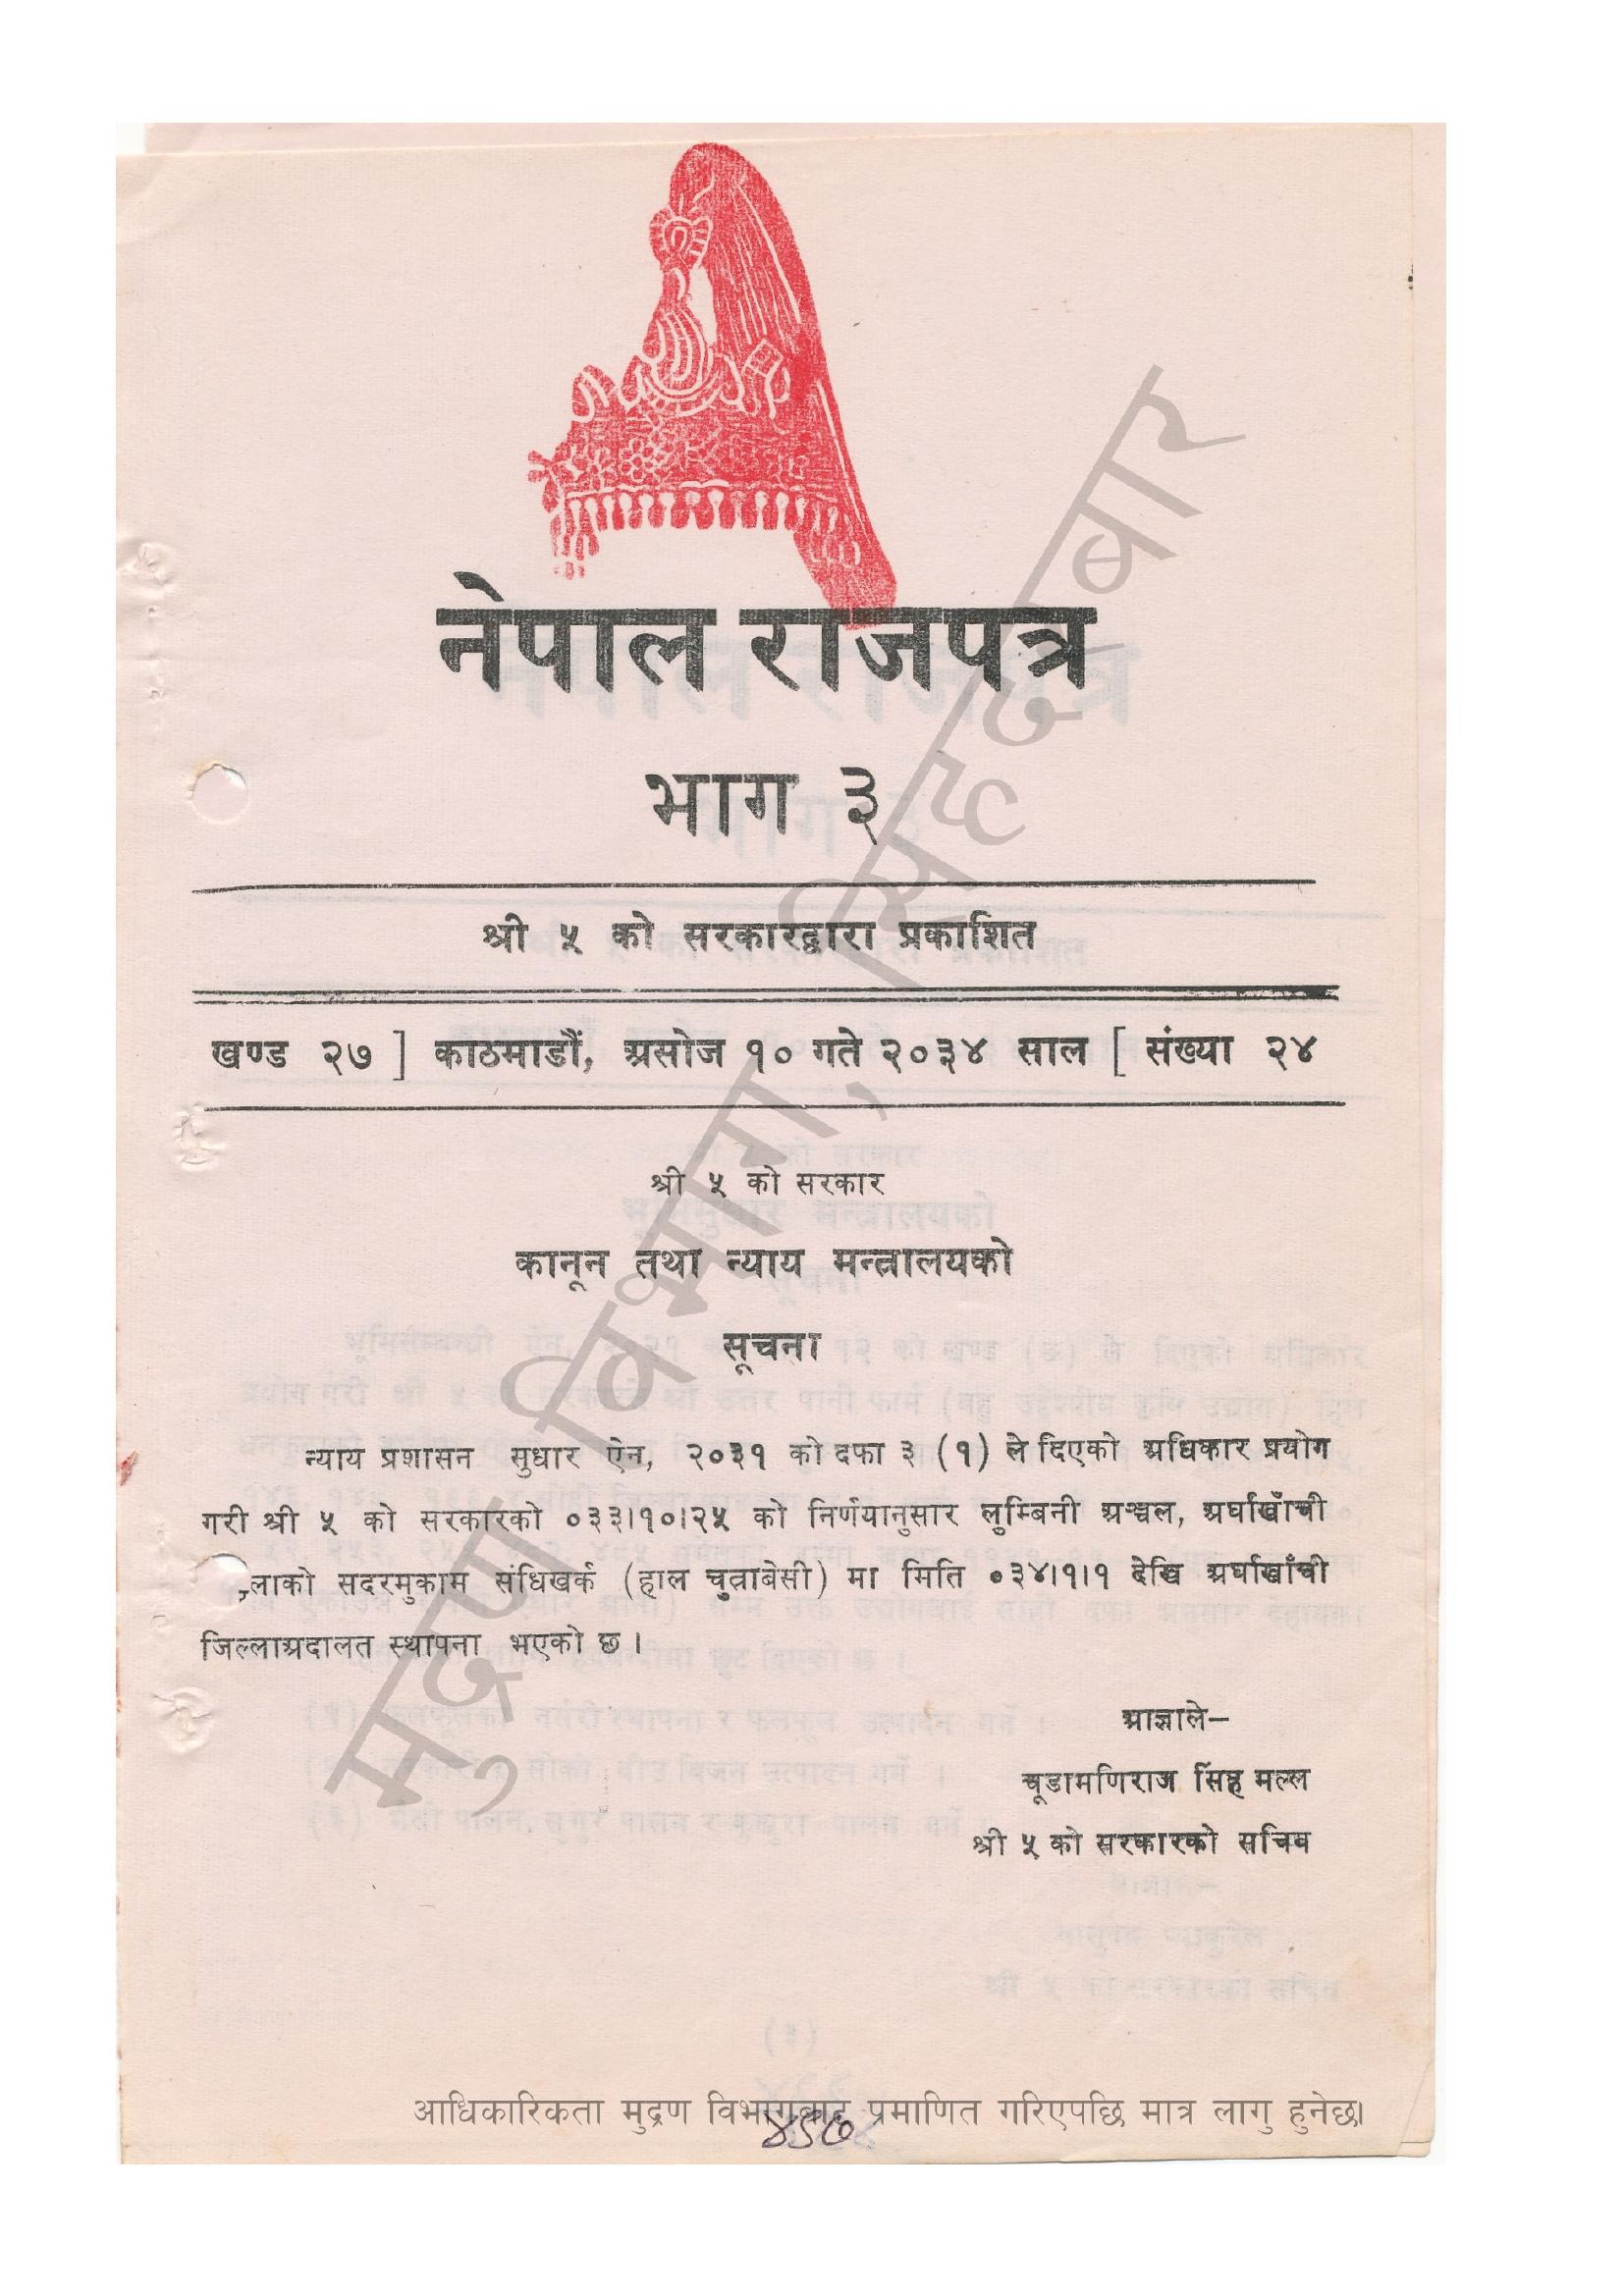 नेपाल राजपत्र
भाग ३
श्री ५ को सरकारद्वारा प्रकाशित
खण्ड २७ ] काठमाडौं, असोज १० गते २०३४ साल [ संख्या २४
श्री ५ को सरकार
कानून तथा न्याय मन्त्रालयको
सूचना
न्याय प्रशासन सुधार ऐन, २०३१ को दफा ३ (१) ले दिएको अधिकार प्रयोग
गरी श्री ५ को सरकारको ०३३।१०।२५ को निर्णयानुसार लुम्बिनी अञ्चल, अर्घाखाँची
ल्लाको सदरमुकाम संधिखर्क (हाल चुत्राबेसी) मा मिति ०३४।१।१ देखि अर्घाखाँची
जिल्लाअदालत स्थापना भएको छ ।
आज्ञाले–
चूडामणिराज सिंह मल्ल
श्री ५ को सरकारको सचिव
मुद्रण विभाग, सिंहदरबार
आधिकारिकता मुद्रण विभागबाट प्रमाणित गरिएपछि मात्र लागु हुनेछ।